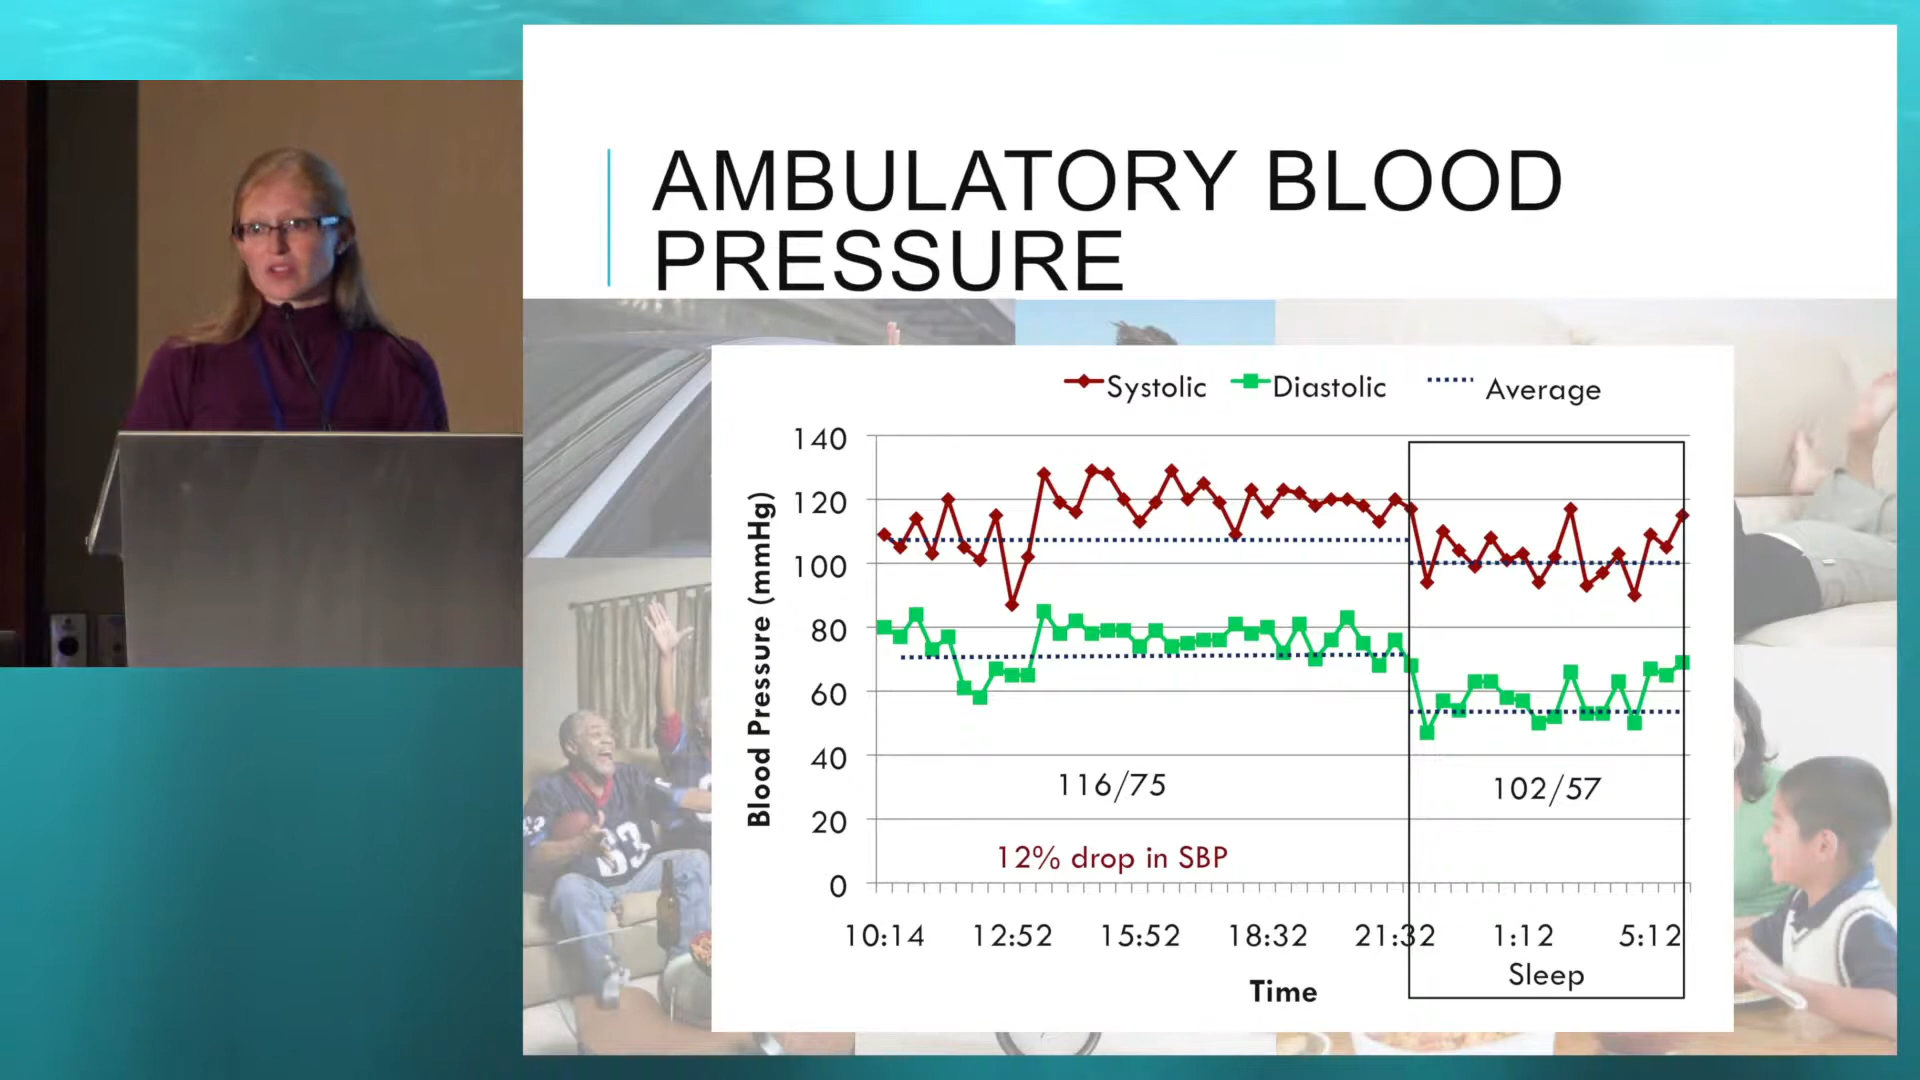 AMBULATORY BLOOD
PRESSURE
Systolic Diastolic Average
Blood Pressure (mmHg)
140
120
100
80
60
40
20
0
116/75
102/57
12% drop in SBP
10:14 12:52 15:52 18:32 21:32 1:12 5:12
Sleep
Time
33